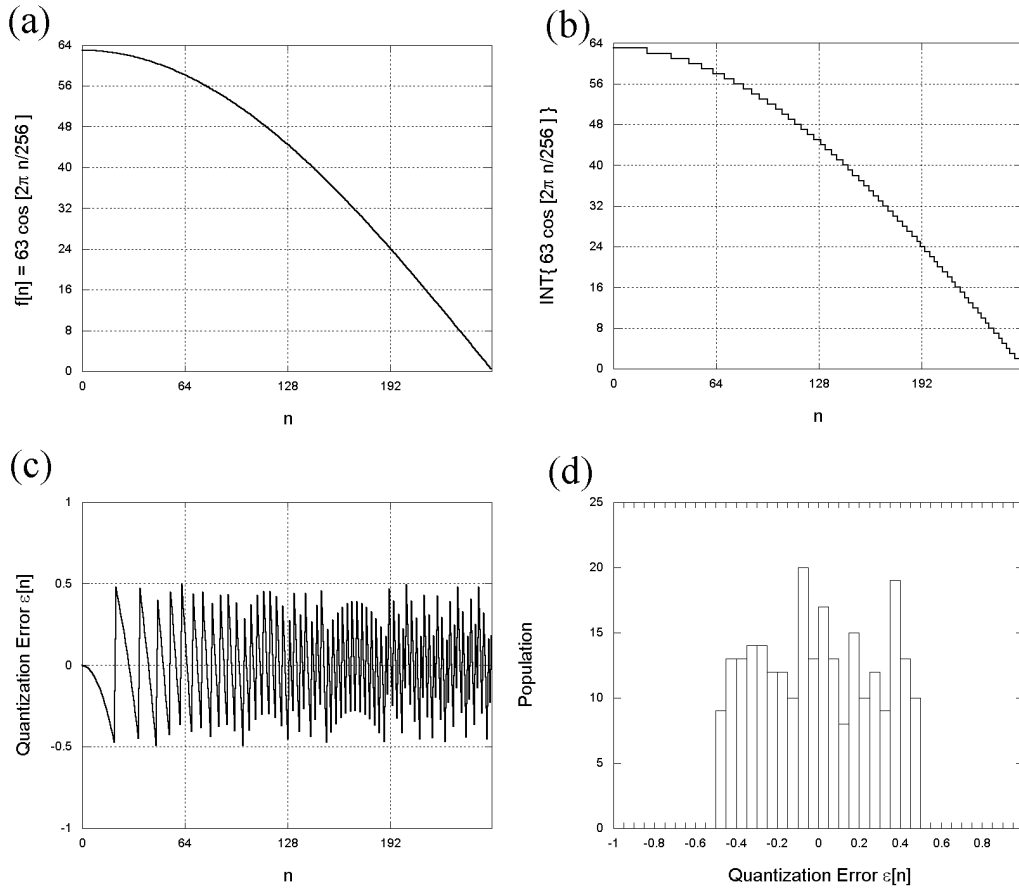 (a)
64
56
48
40
32
24
16
8
0
f[n] = 63 cos [2π n/256 ]
0 64 128 192
n
(b)
64
56
48
40
32
24
16
8
0
INT{ 63 cos [2π n/256 ] }
0 64 128 192
n
(c)
1
0.5
0
-0.5
-1
Quantization Error ε[n]
0 64 128 192
n
(d)
25
20
15
10
5
0
Population
-1 -0.8 -0.6 -0.4 -0.2 0 0.2 0.4 0.6 0.8
Quantization Error ε[n]